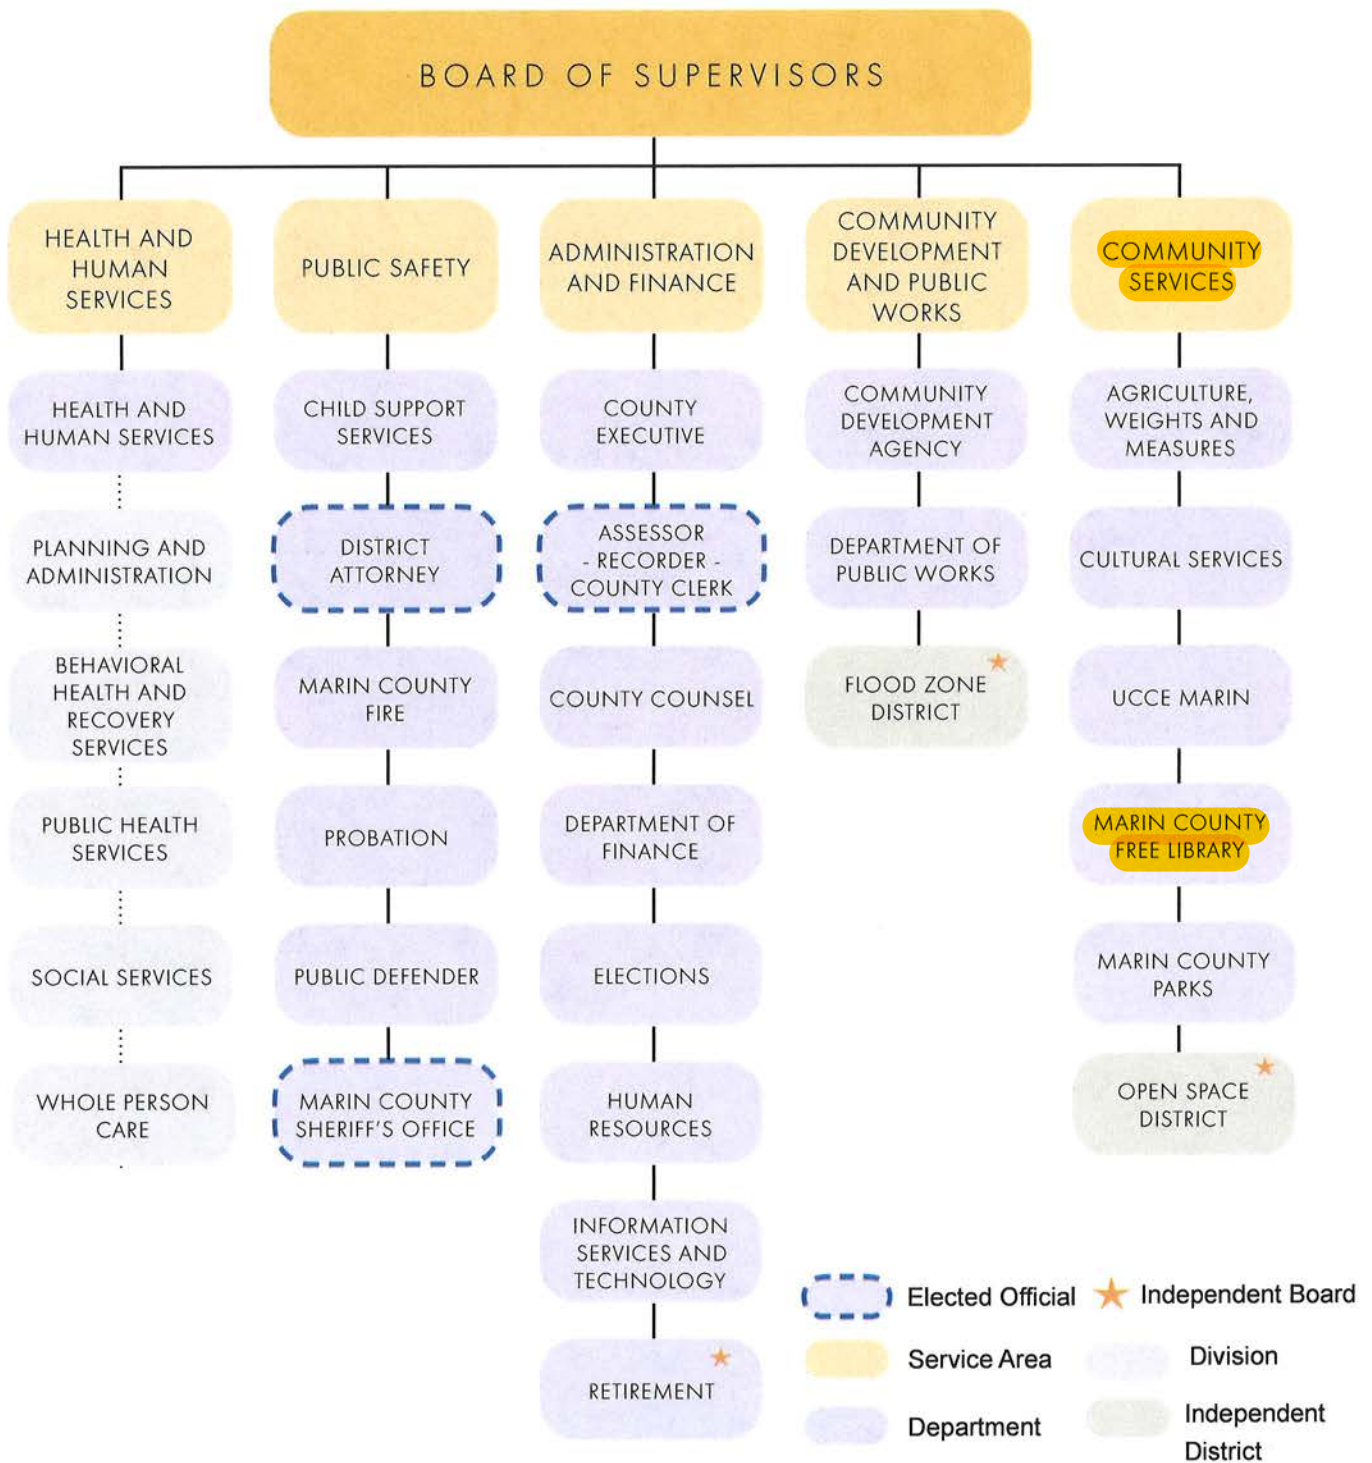 BOARD OF SUPERVISORS
HEALTH AND
HUMAN
SERVICES
HEALTH AND
HUMAN SERVICES
PLANNING AND
ADMINISTRATION
BEHAVIORAL
HEALTH AND
RECOVERY
SERVICES
PUBLIC HEALTH
SERVICES
SOCIAL SERVICES
WHOLE PERSON
CARE
PUBLIC SAFETY
CHILD SUPPORT
SERVICES
DISTRICT
ATTORNEY
MARIN COUNTY
FIRE
PROBATION
PUBLIC DEFENDER
MARIN COUNTY
SHERIFF'S OFFICE
ADMINISTRATION
AND FINANCE
COUNTY
EXECUTIVE
ASSESSOR
- RECORDER -
COUNTY CLERK
COUNTY COUNSEL
DEPARTMENT OF
FINANCE
ELECTIONS
HUMAN
RESOURCES
INFORMATION
SERVICES AND
TECHNOLOGY
RETIREMENT
COMMUNITY
DEVELOPMENT
AND PUBLIC
WORKS
COMMUNITY
DEVELOPMENT
AGENCY
DEPARTMENT OF
PUBLIC WORKS
FLOOD ZONE
DISTRICT
COMMUNITY
SERVICES
AGRICULTURE,
WEIGHTS AND
MEASURES
CULTURAL SERVICES
UCCE MARIN
MARIN COUNTY
FREE LIBRARY
MARIN COUNTY
PARKS
OPEN SPACE
DISTRICT
Elected Official
Independent Board
Service Area
Division
Department
Independent
District